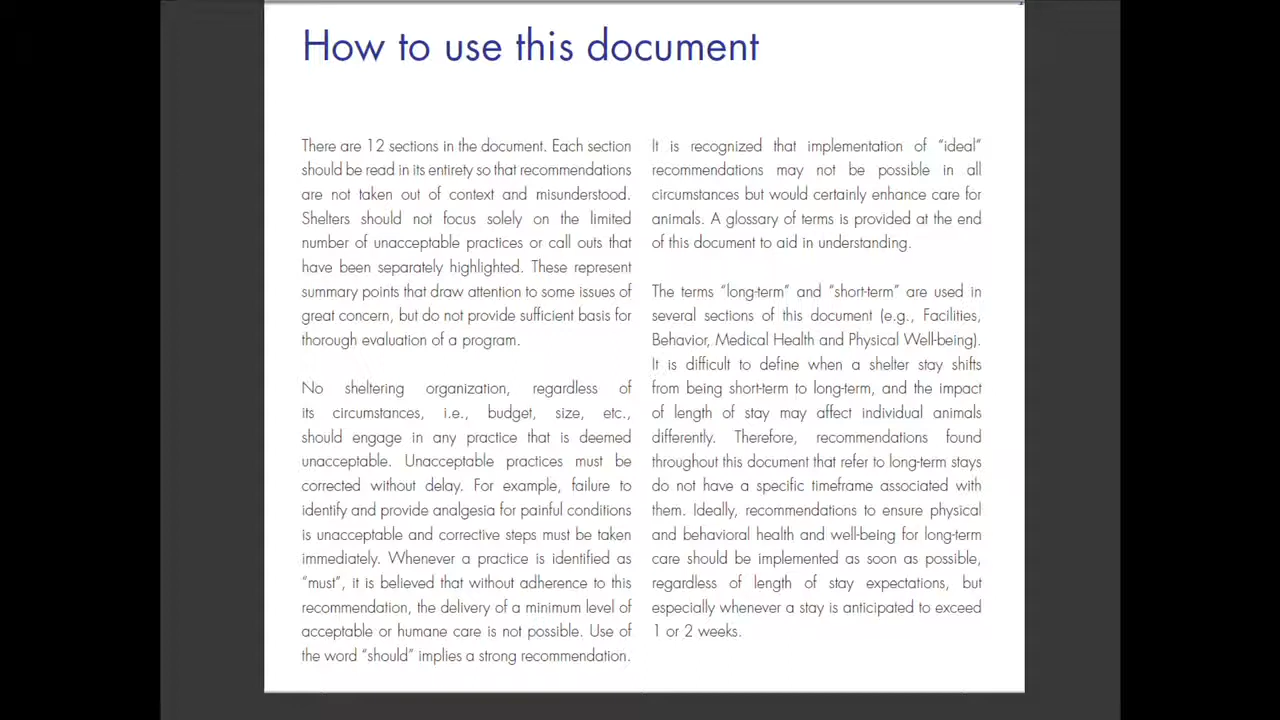 How to use this document
There are 12 sections in the document. Each section
should be read in its entirety so that recommendations
are not taken out of context and misunderstood.
Shelters should not focus solely on the limited
number of unacceptable practices or call outs that
have been separately highlighted. These represent
summary points that draw attention to some issues of
great concern, but do not provide sufficient basis for
thorough evaluation of a program.
No sheltering organization, regardless of
its circumstances, i.e., budget, size, etc.,
should engage in any practice that is deemed
unacceptable. Unacceptable practices must be
corrected without delay. For example, failure to
identify and provide analgesia for painful conditions
is unacceptable and corrective steps must be taken
immediately. Whenever a practice is identified as
“must”, it is believed that without adherence to this
recommendation, the delivery of a minimum level of
acceptable or humane care is not possible. Use of
the word “should” implies a strong recommendation.
It is recognized that implementation of “ideal”
recommendations may not be possible in all
circumstances but would certainly enhance care for
animals. A glossary of terms is provided at the end
of this document to aid in understanding.
The terms “long-term” and “short-term” are used in
several sections of this document (e.g., Facilities,
Behavior, Medical Health and Physical Well-being).
It is difficult to define when a shelter stay shifts
from being short-term to long-term, and the impact
of length of stay may affect individual animals
differently. Therefore, recommendations found
throughout this document that refer to long-term stays
do not have a specific timeframe associated with
them. Ideally, recommendations to ensure physical
and behavioral health and well-being for long-term
care should be implemented as soon as possible,
regardless of length of stay expectations, but
especially whenever a stay is anticipated to exceed
1 or 2 weeks.